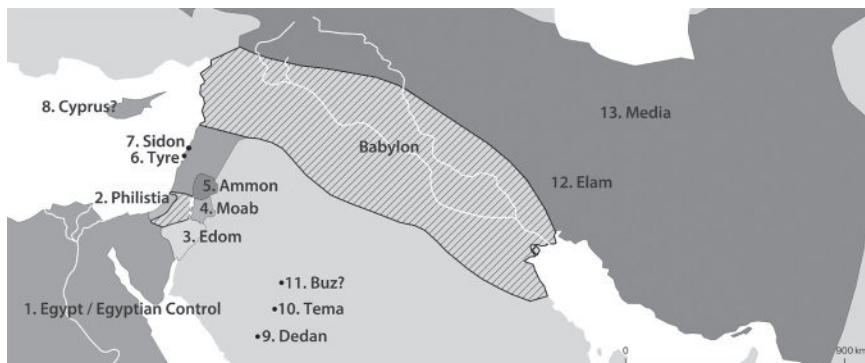 13. Media
8. Cyprus?
7. Sidon
Babylon
6. Tyre
12. Elam
5. Ammon
2. Philistia
4. Moab
3. Edom
11. Buz?
1. Egypt / Egyptian Control
10. Tema
9. Dedan
0
900 km